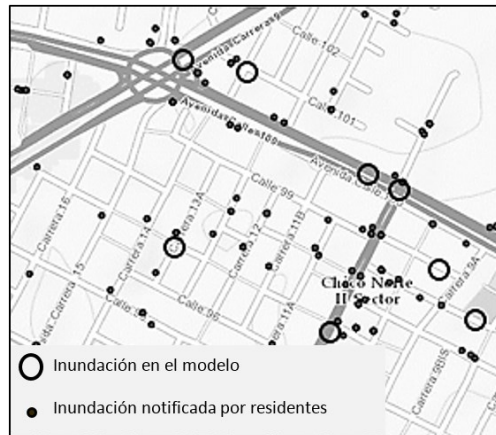 Calle.102
Avenida:Carrera:9
Calle.101
Avenida:Calle:100
Avenida.Calle
Calle.99
Carrera.16
Carrera.13A
Carrera.14
Carrera.12
Carrera.11B
Carrera.15
Carrera.9A
Chico Norte
II Sector
Calle.96
Carrera.11A
Carrera.9BIS
Inundación en el modelo
Inundación notificada por residentes